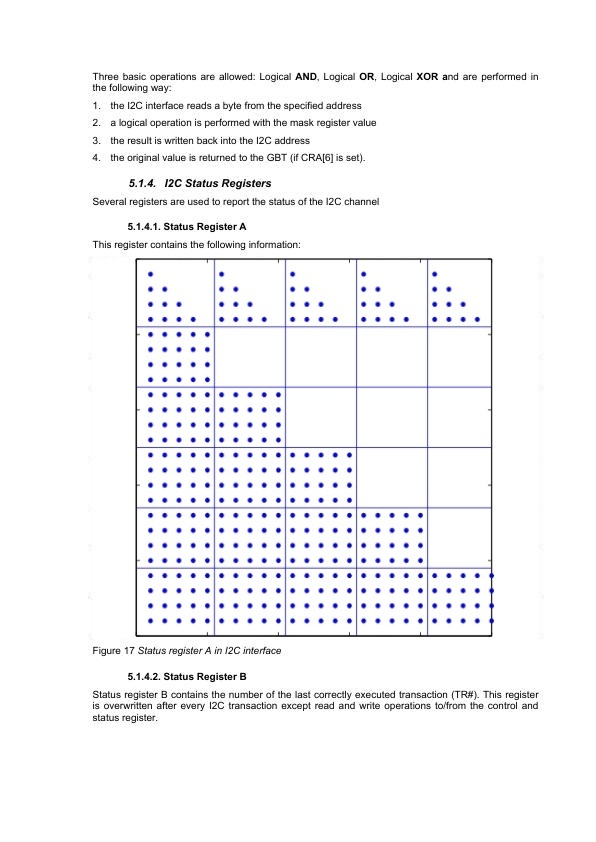 Three basic operations are allowed: Logical AND, Logical OR, Logical XOR and are performed in
the following way:
1. the I2C interface reads a byte from the specified address
2. a logical operation is performed with the mask register value
3. the result is written back into the I2C address
4. the original value is returned to the GBT (if CRA[6] is set).
5.1.4. I2C Status Registers
Several registers are used to report the status of the I2C channel
5.1.4.1. Status Register A
This register contains the following information:
Figure 17 Status register A in I2C interface
5.1.4.2. Status Register B
Status register B contains the number of the last correctly executed transaction (TR#). This register
is overwritten after every I2C transaction except read and write operations to/from the control and
status register.